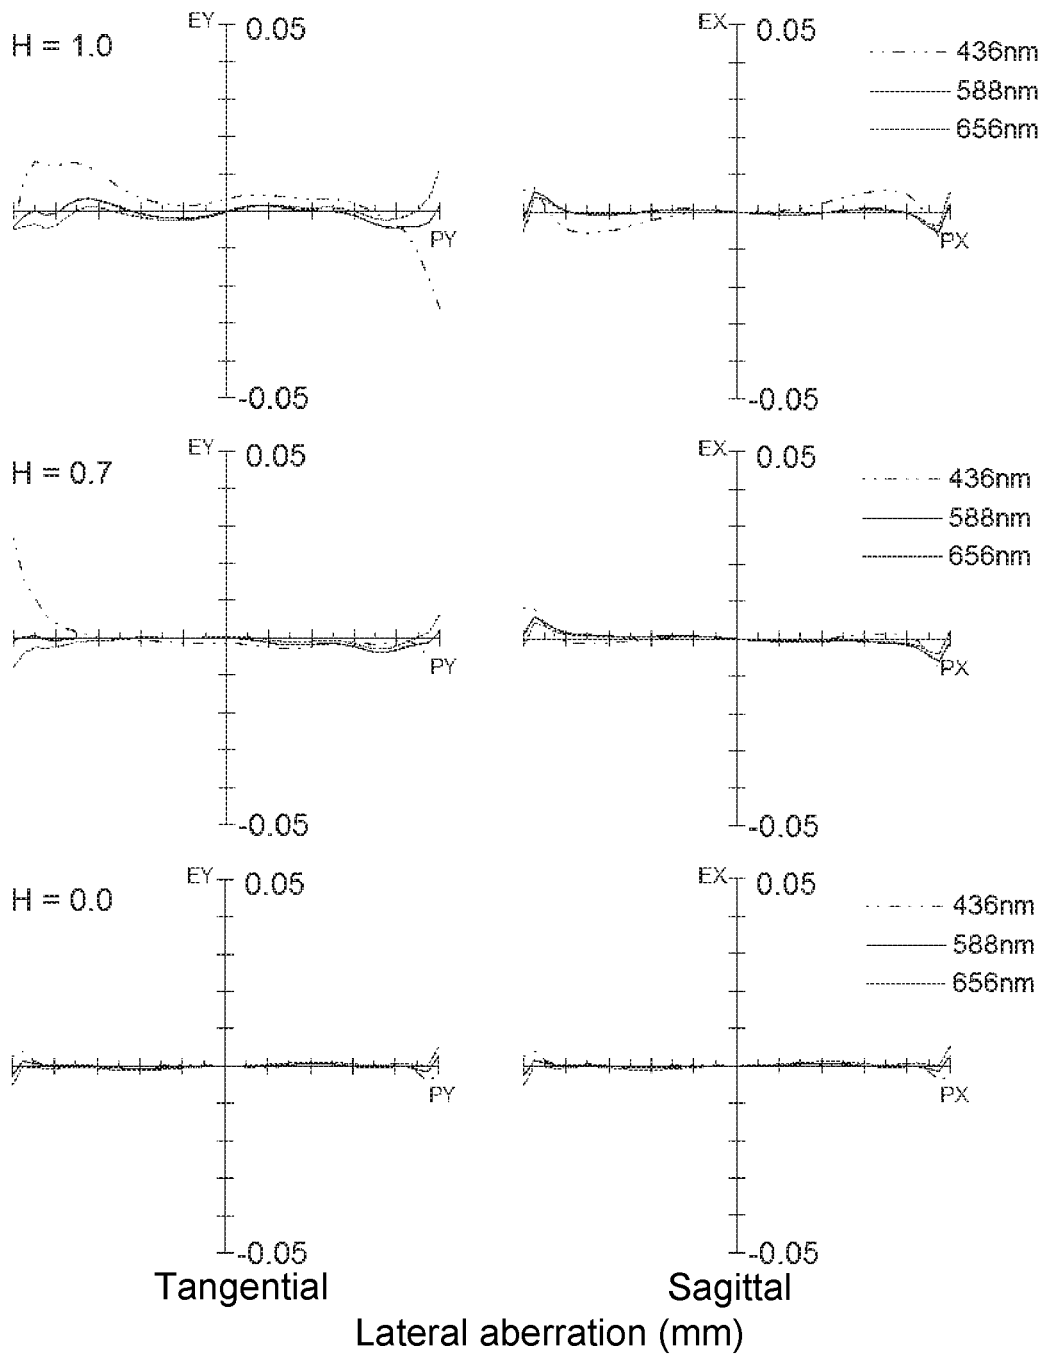 H = 1.0
EY 0.05
-0.05
PY
EX 0.05
-0.05
PX
436nm
588nm
656nm
H = 0.7
EY 0.05
-0.05
PY
EX 0.05
-0.05
PX
436nm
588nm
656nm
H = 0.0
EY 0.05
-0.05
PY
EX 0.05
-0.05
PX
436nm
588nm
656nm
Tangential
Sagittal
Lateral aberration (mm)